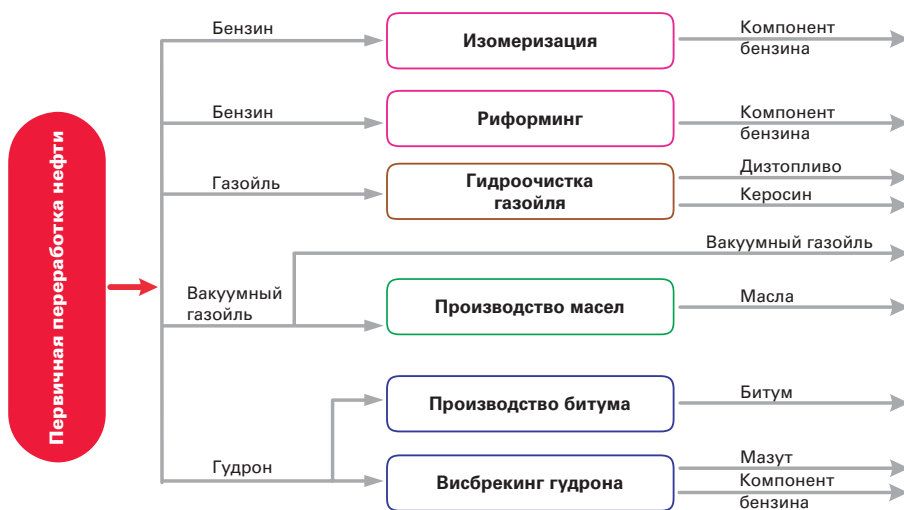 Первичная переработка нефти
Бензин
Изомеризация
Компонент
бензина
Бензин
Риформинг
Компонент
бензина
Газойль
Гидроочистка
газойля
Дизтопливо
Керосин
Вакуумный газойль
Вакуумный
газойль
Производство масел
Масла
Производство битума
Битум
Гудрон
Висбрекинг гудрона
Мазут
Компонент
бензина